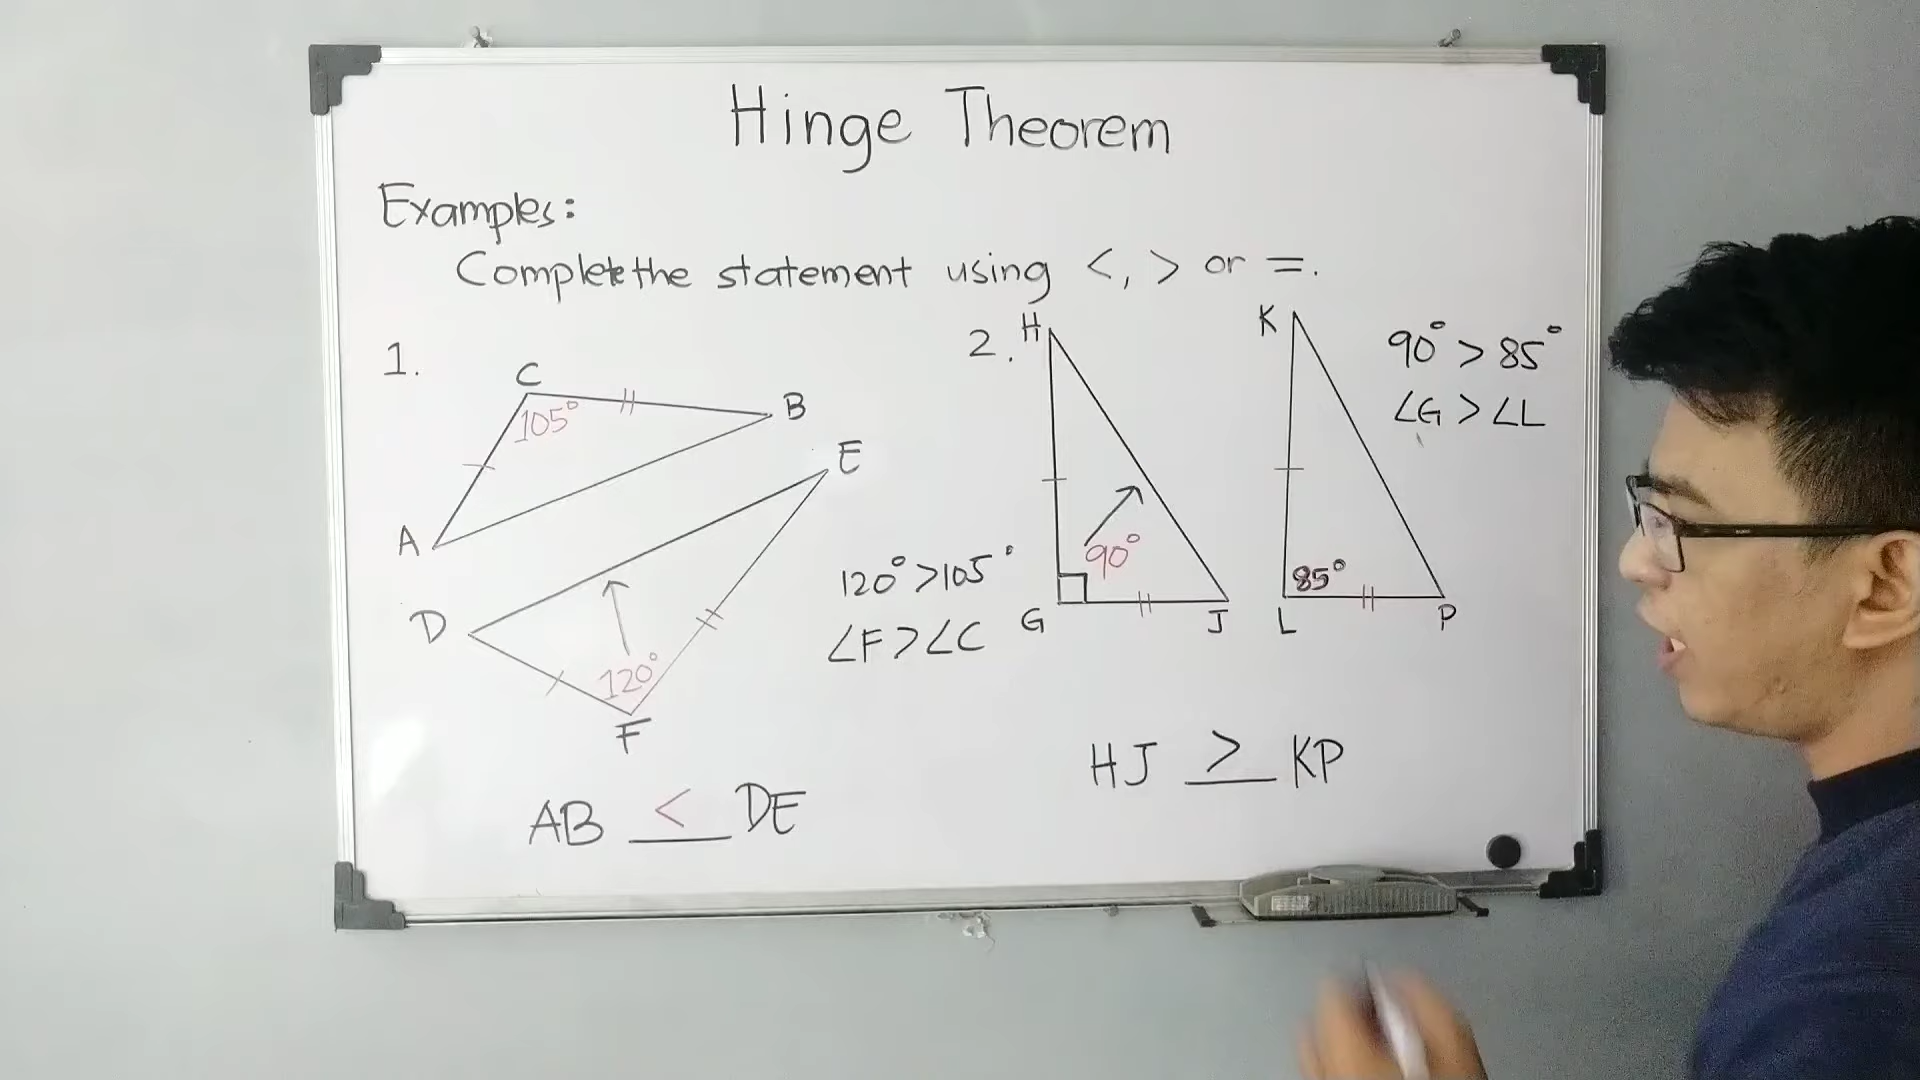 Hinge Theorem
Examples:
Complete the statement using <, > or =.
1.
C
105°
B
A
E
D
120°
F
120° > 105°
∠F > ∠C
AB < DE
2.
H
90°
G
J
K
85°
L
P
90° > 85°
∠G > ∠L
HJ > KP